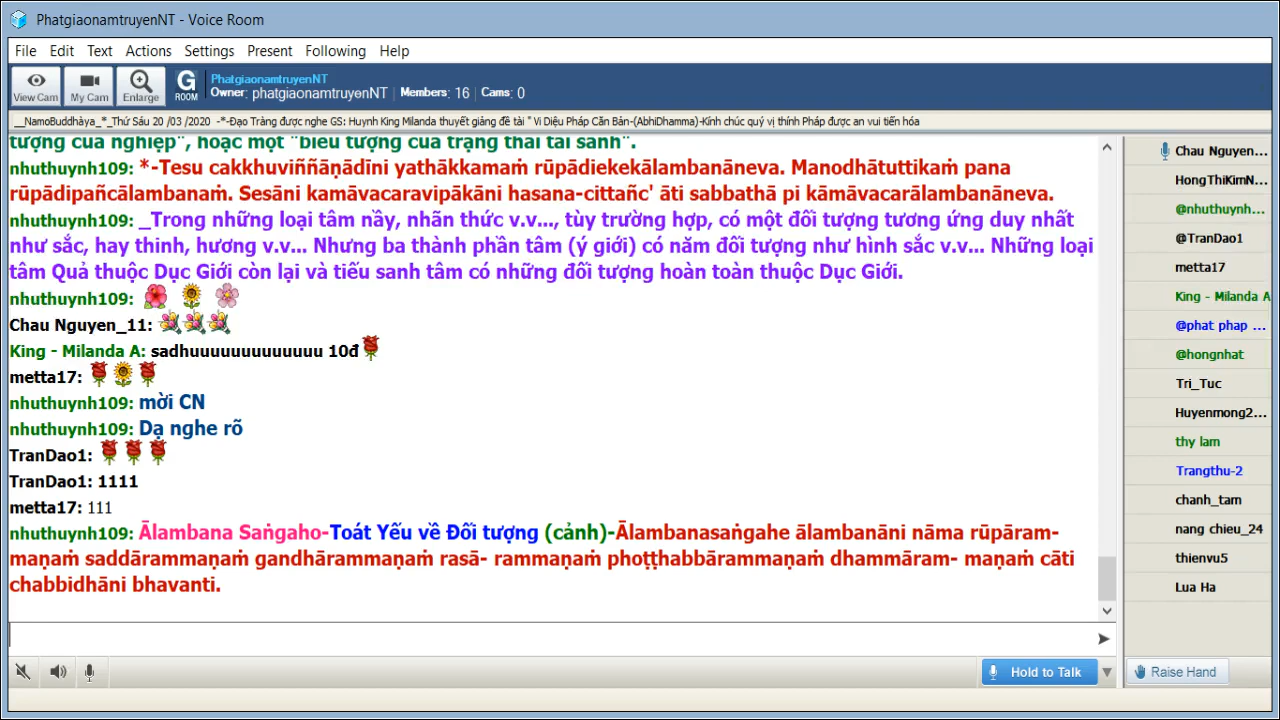 PhatgiaonamtruyenNT - Voice Room
File Edit Text Actions Settings Present Following Help
View Cam My Cam Enlarge G ROOM PhatgiaonamtruyenNT
Owner: phatgiaonamtruyenNT Members: 16 Cams: 0
__NamoBuddhàya_*_Thứ Sáu 20 /03 /2020 -*-Đạo Tràng được nghe GS: Huynh King Milanda thuyết giảng đề tài " Vi Diệu Pháp Căn Bản-(AbhiDhamma)-Kính chúc quý vị thính Pháp được an vui tiến hóa
tượng của nghiệp", hoặc một "biểu tượng của trạng thái tái sanh".
nhuthuynh109: *-Tesu cakkhuviññāṇādīni yathākkamaṁ rūpādiekekālambanāneva. Manodhātuttikaṁ pana
rūpādipañcālambanaṁ. Sesāni kamāvacaravipākāni hasana-cittañc' āti sabbathā pi kāmāvacarālambanāneva.
nhuthuynh109: _Trong những loại tâm nầy, nhãn thức v.v..., tùy trường hợp, có một đối tượng tương ứng duy nhất
như sắc, hay thinh, hương v.v... Nhưng ba thành phần tâm (ý giới) có năm đối tượng như hình sắc v.v... Những loại
tâm Quả thuộc Dục Giới còn lại và tiếu sanh tâm có những đối tượng hoàn toàn thuộc Dục Giới.
nhuthuynh109:
Chau Nguyen_11:
King - Milanda A: sadhuuuuuuuuuuuuu 10đ
metta17:
nhuthuynh109: mời CN
nhuthuynh109: Dạ nghe rõ
TranDao1:
TranDao1: 1111
metta17: 111
nhuthuynh109: Ālambana Saṅgaho-Toát Yếu về Đối tượng (cảnh)-Ālambanasaṅgahe ālambanāni nāma rūpāram-
maṇaṁ saddārammaṇaṁ gandhārammaṇaṁ rasā- rammaṇaṁ phoṭṭhabbārammaṇaṁ dhammāram- maṇaṁ cāti
chabbidhāni bhavanti.
Chau Nguyen...
HongThiKimN...
@nhuthuynh...
@TranDao1
metta17
King - Milanda A
@phat phap ...
@hongnhat
Tri_Tuc
Huyenmong2...
thy lam
Trangthu-2
chanh_tam
nang chieu_24
thienvu5
Lua Ha
Hold to Talk Raise Hand